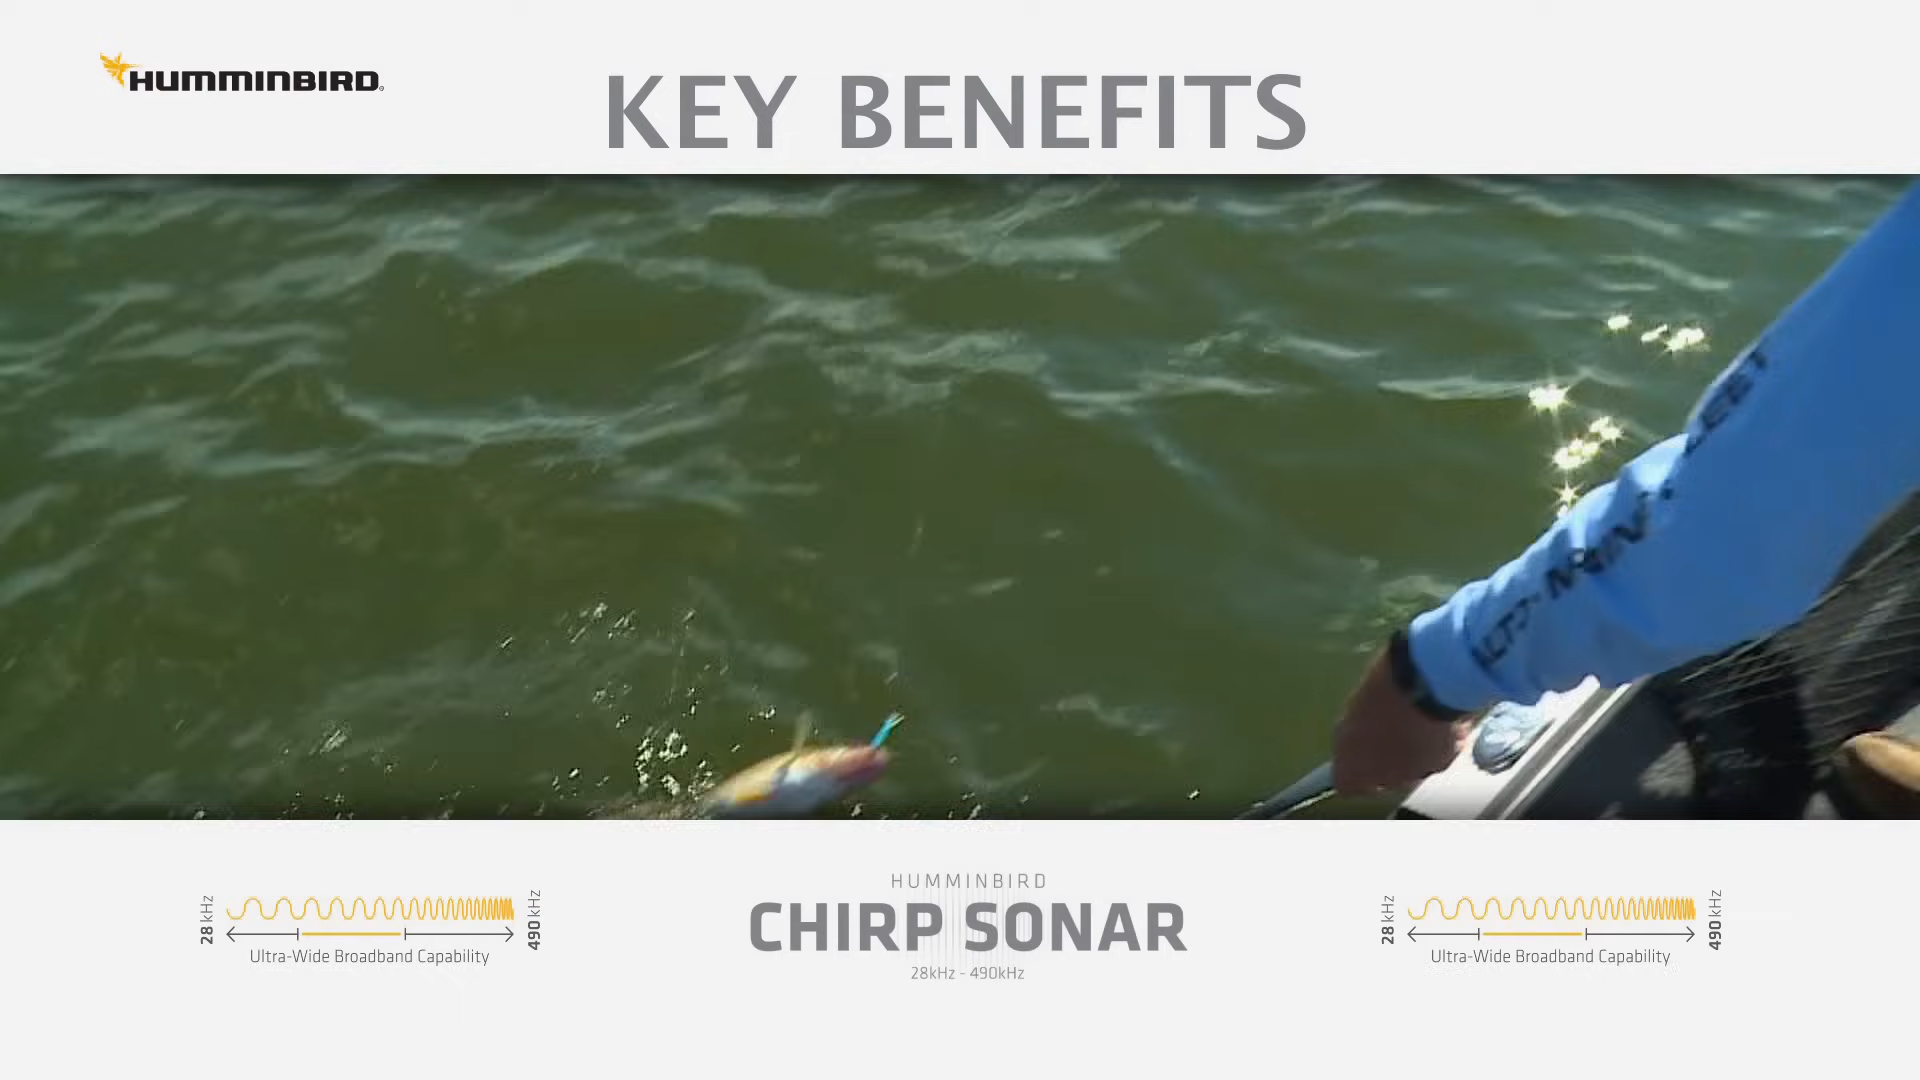 HUMMINBIRD
KEY BENEFITS
28 kHz
490 kHz
Ultra-Wide Broadband Capability
HUMMINBIRD
CHIRP SONAR
28kHz - 490kHz
28 kHz
490 kHz
Ultra-Wide Broadband Capability